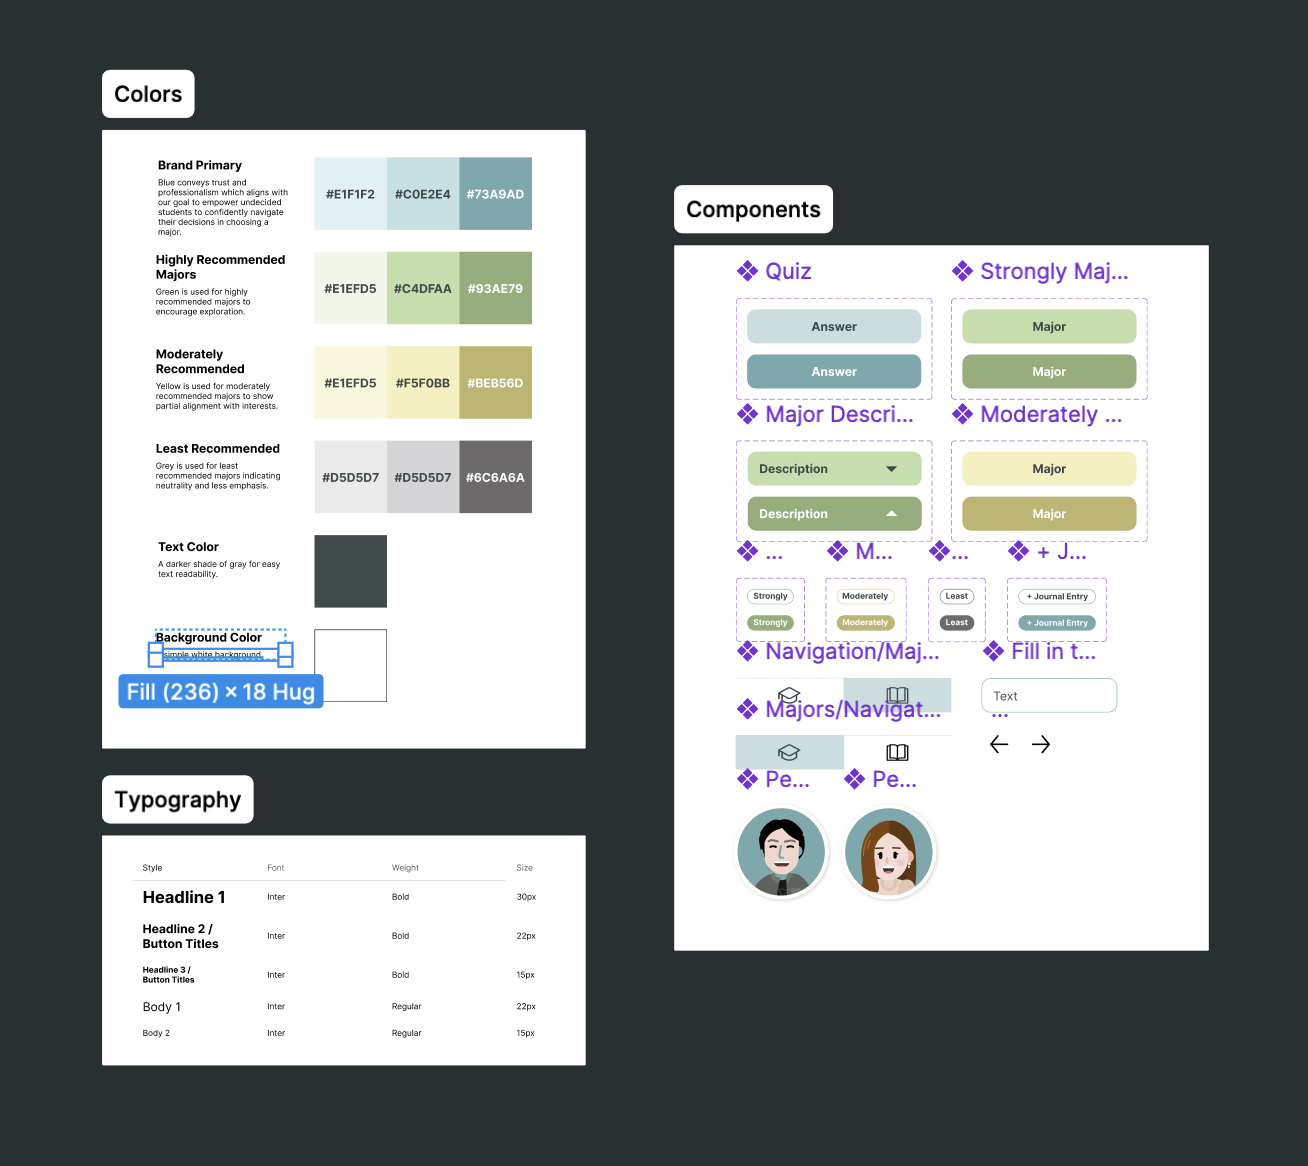 Colors
Brand Primary
Blue conveys trust and
professionalism which aligns with
our goal to empower undecided
students to confidently navigate
their decisions in choosing a
major.
#E1F1F2 #C0E2E4 #73A9AD
Highly Recommended
Majors
Green is used for highly
recommended majors to
encourage exploration.
#E1EFD5 #C4DFAA #93AE79
Moderately
Recommended
Yellow is used for moderately
recommended majors to show
partial alignment with interests.
#E1EFD5 #F5F0BB #BEB56D
Least Recommended
Grey is used for least
recommended majors indicating
neutrality and less emphasis.
#D5D5D7 #D5D5D7 #6C6A6A
Text Color
A darker shade of gray for easy
text readability.
Background Color
simple white background.
Fill (236) × 18 Hug
Typography
Style Font Weight Size
Headline 1 Inter Bold 30px
Headline 2 /
Button Titles Inter Bold 22px
Headline 3 /
Button Titles Inter Bold 15px
Body 1 Inter Regular 22px
Body 2 Inter Regular 15px
Components
Quiz
Answer
Answer
Strongly Maj...
Major
Major
Major Descri...
Description
Description
Moderately ...
Major
Major
...
Strongly
Strongly
M...
Moderately
Moderately
...
Least
Least
+ J...
+ Journal Entry
+ Journal Entry
Navigation/Maj...
Fill in t...
Text
Majors/Navigat...
...
Pe...
Pe...